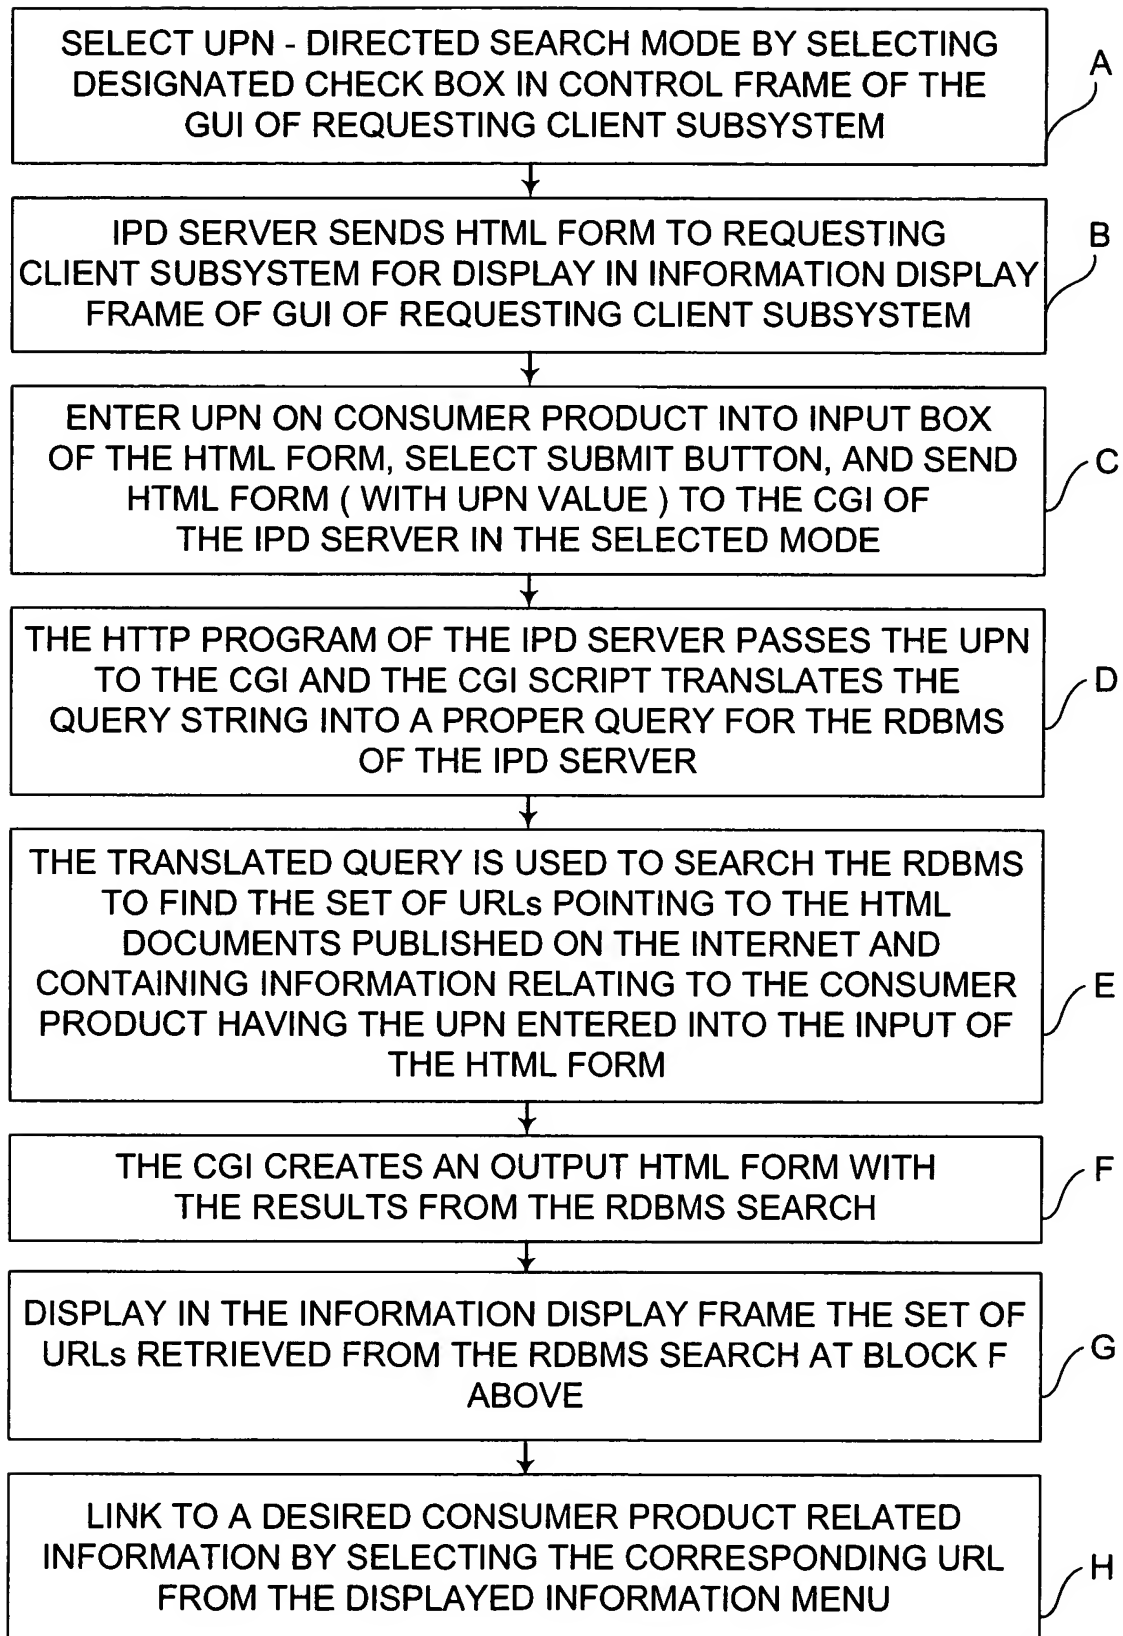 SELECT UPN - DIRECTED SEARCH MODE BY SELECTING
DESIGNATED CHECK BOX IN CONTROL FRAME OF THE
GUI OF REQUESTING CLIENT SUBSYSTEM
A
IPD SERVER SENDS HTML FORM TO REQUESTING
CLIENT SUBSYSTEM FOR DISPLAY IN INFORMATION DISPLAY
FRAME OF GUI OF REQUESTING CLIENT SUBSYSTEM
B
ENTER UPN ON CONSUMER PRODUCT INTO INPUT BOX
OF THE HTML FORM, SELECT SUBMIT BUTTON, AND SEND
HTML FORM ( WITH UPN VALUE ) TO THE CGI OF
THE IPD SERVER IN THE SELECTED MODE
C
THE HTTP PROGRAM OF THE IPD SERVER PASSES THE UPN
TO THE CGI AND THE CGI SCRIPT TRANSLATES THE
QUERY STRING INTO A PROPER QUERY FOR THE RDBMS
OF THE IPD SERVER
D
THE TRANSLATED QUERY IS USED TO SEARCH THE RDBMS
TO FIND THE SET OF URLs POINTING TO THE HTML
DOCUMENTS PUBLISHED ON THE INTERNET AND
CONTAINING INFORMATION RELATING TO THE CONSUMER
PRODUCT HAVING THE UPN ENTERED INTO THE INPUT OF
THE HTML FORM
E
THE CGI CREATES AN OUTPUT HTML FORM WITH
THE RESULTS FROM THE RDBMS SEARCH
F
DISPLAY IN THE INFORMATION DISPLAY FRAME THE SET OF
URLs RETRIEVED FROM THE RDBMS SEARCH AT BLOCK F
ABOVE
G
LINK TO A DESIRED CONSUMER PRODUCT RELATED
INFORMATION BY SELECTING THE CORRESPONDING URL
FROM THE DISPLAYED INFORMATION MENU
H